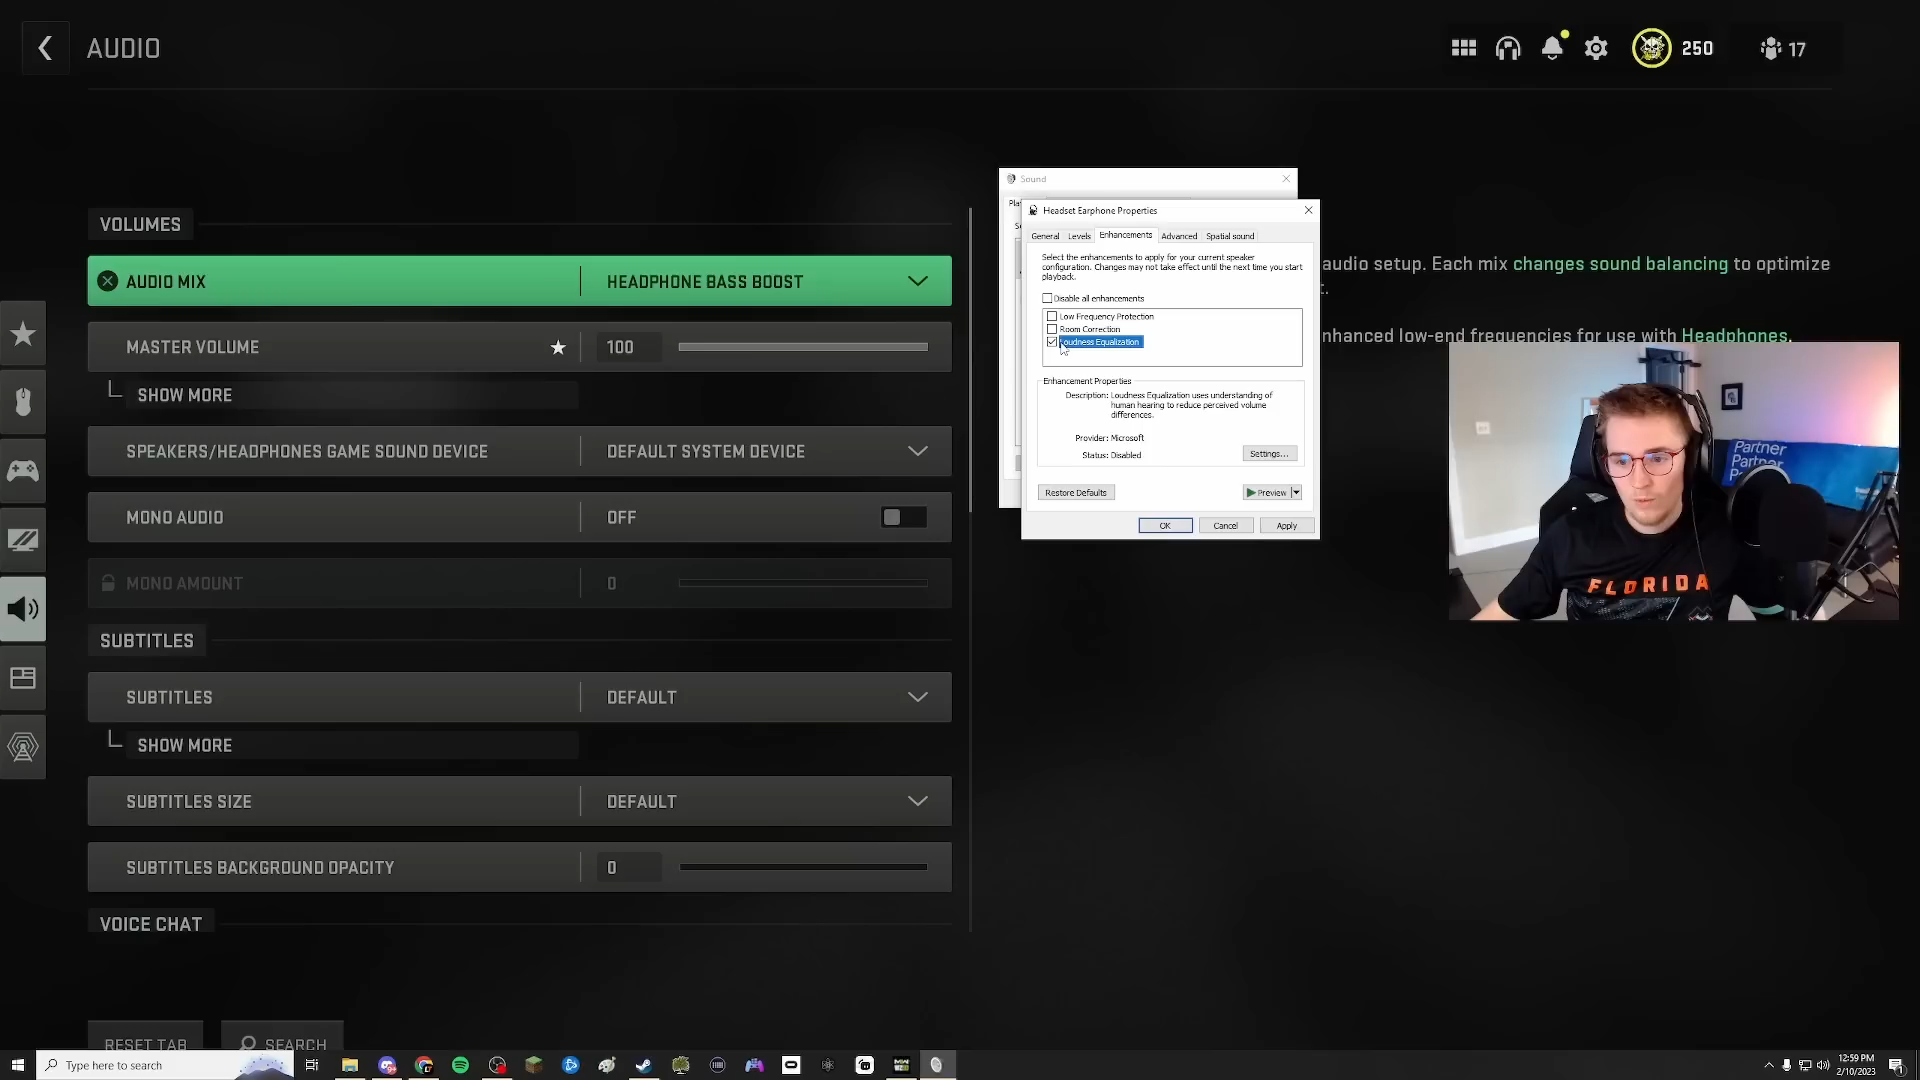 AUDIO
250
17
VOLUMES
AUDIO MIX
HEADPHONE BASS BOOST
MASTER VOLUME
100
SHOW MORE
SPEAKERS/HEADPHONES GAME SOUND DEVICE
DEFAULT SYSTEM DEVICE
MONO AUDIO
OFF
MONO AMOUNT
0
SUBTITLES
SUBTITLES
DEFAULT
SHOW MORE
SUBTITLES SIZE
DEFAULT
SUBTITLES BACKGROUND OPACITY
0
VOICE CHAT
RESET TAB
SEARCH
audio setup. Each mix changes sound balancing to optimize
nhanced low-end frequencies for use with Headphones.
Sound
Headset Earphone Properties
General
Levels
Enhancements
Advanced
Spatial sound
Select the enhancements to apply for your current speaker
configuration. Changes may not take effect until the next time you start
playback.
Disable all enhancements
Low Frequency Protection
Room Correction
Loudness Equalization
Enhancement Properties
Description: Loudness Equalization uses understanding of
human hearing to reduce perceived volume
differences.
Provider: Microsoft
Status: Disabled
Settings...
Restore Defaults
Preview
OK
Cancel
Apply
Partner
Partner
Partner
FLORIDA
Type here to search
12:59 PM
2/10/2023